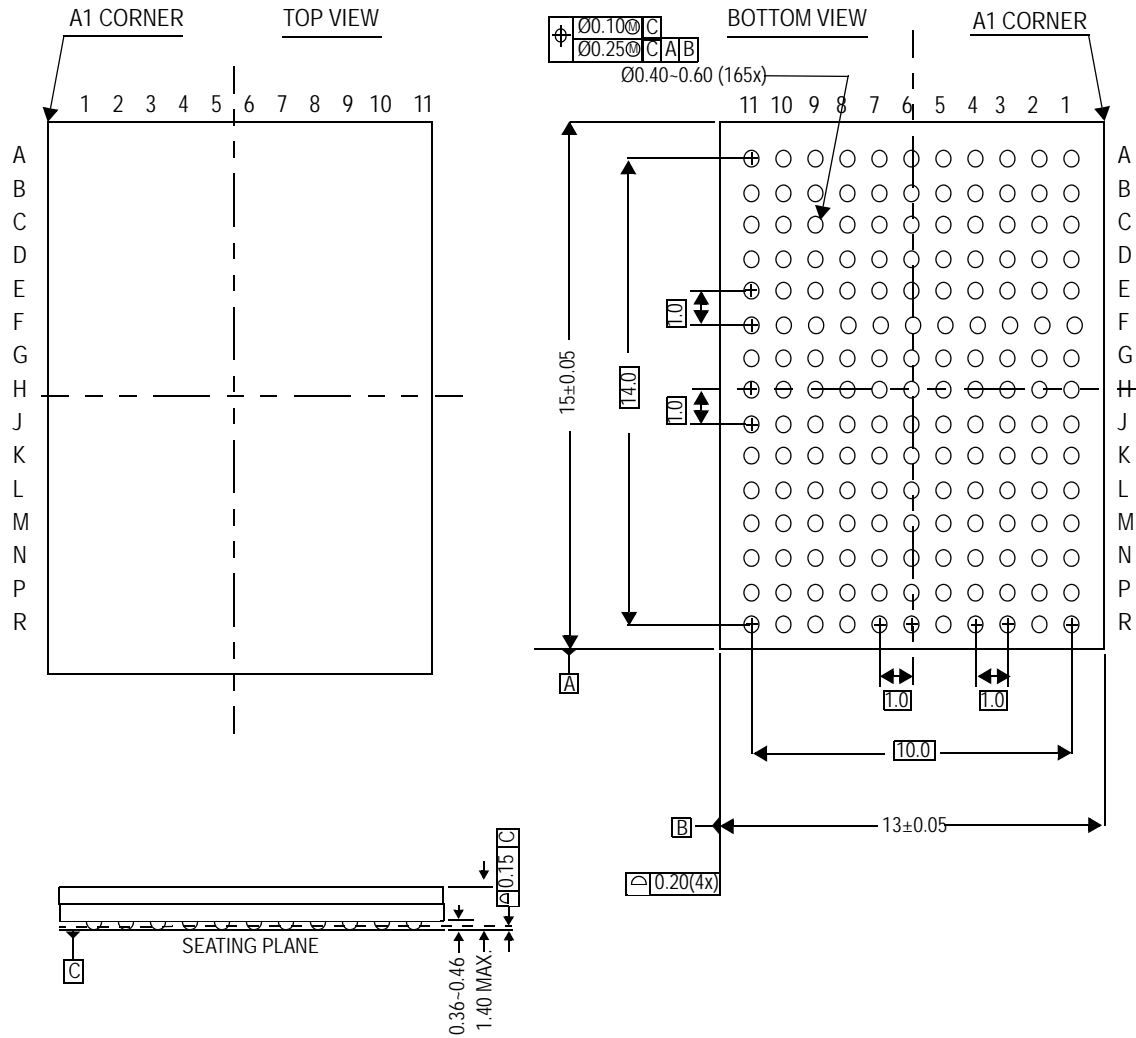 A1 CORNER
TOP VIEW
Ø0.10Ⓜ C
Ø0.25Ⓜ C A B
BOTTOM VIEW
A1 CORNER
Ø0.40~0.60 (165x)
1 2 3 4 5 6 7 8 9 10 11
11 10 9 8 7 6 5 4 3 2 1
A
B
C
D
E
F
G
H
J
K
L
M
N
P
R
15±0.05
14.0
1.0
1.0
A
B
C
D
E
F
G
H
J
K
L
M
N
P
R
A
1.0
1.0
10.0
B
13±0.05
0.20(4x)
0.15 C
SEATING PLANE
C
0.36~0.46
1.40 MAX.